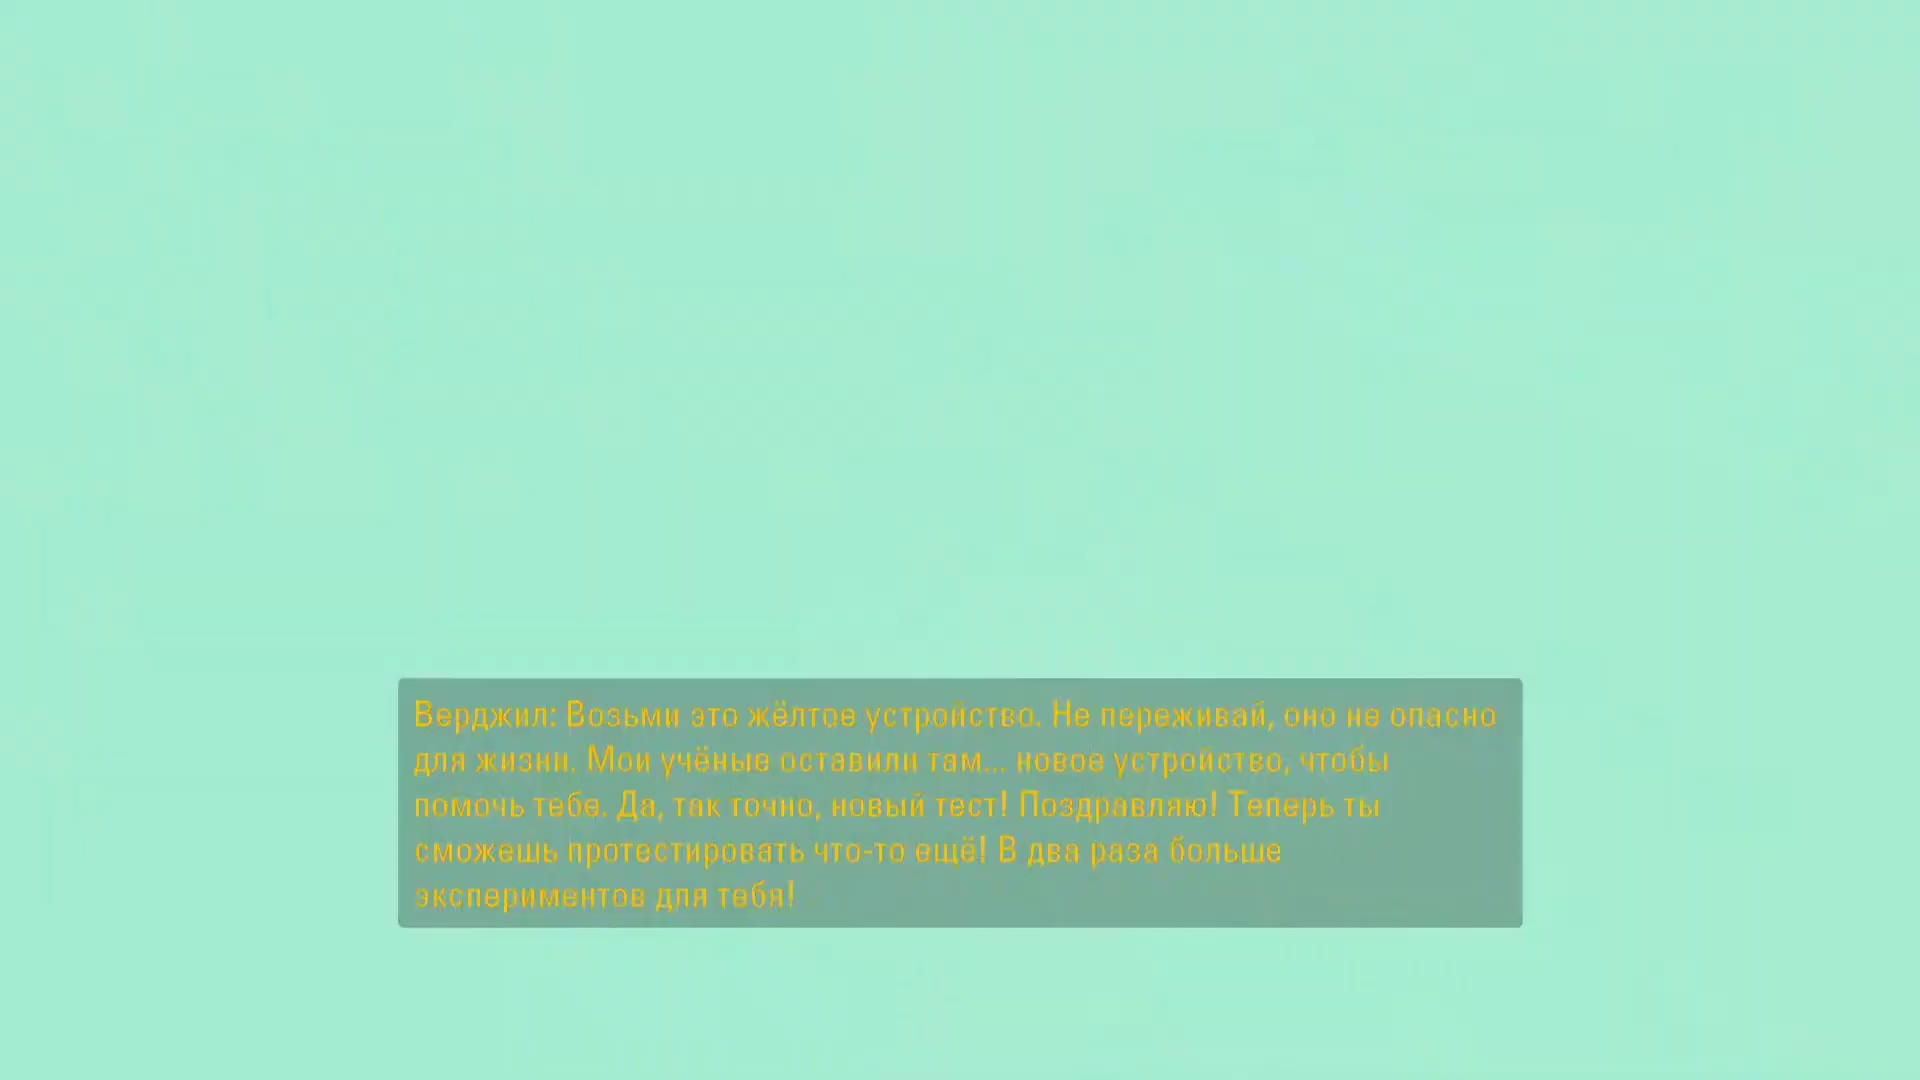 Верджил: Возьми это жёлтое устройство. Не переживай, оно не опасно
для жизни. Мои учёные оставили там... новое устройство, чтобы
помочь тебе. Да, так точно, новый тест! Поздравляю! Теперь ты
сможешь протестировать что-то ещё! В два раза больше
экспериментов для тебя!